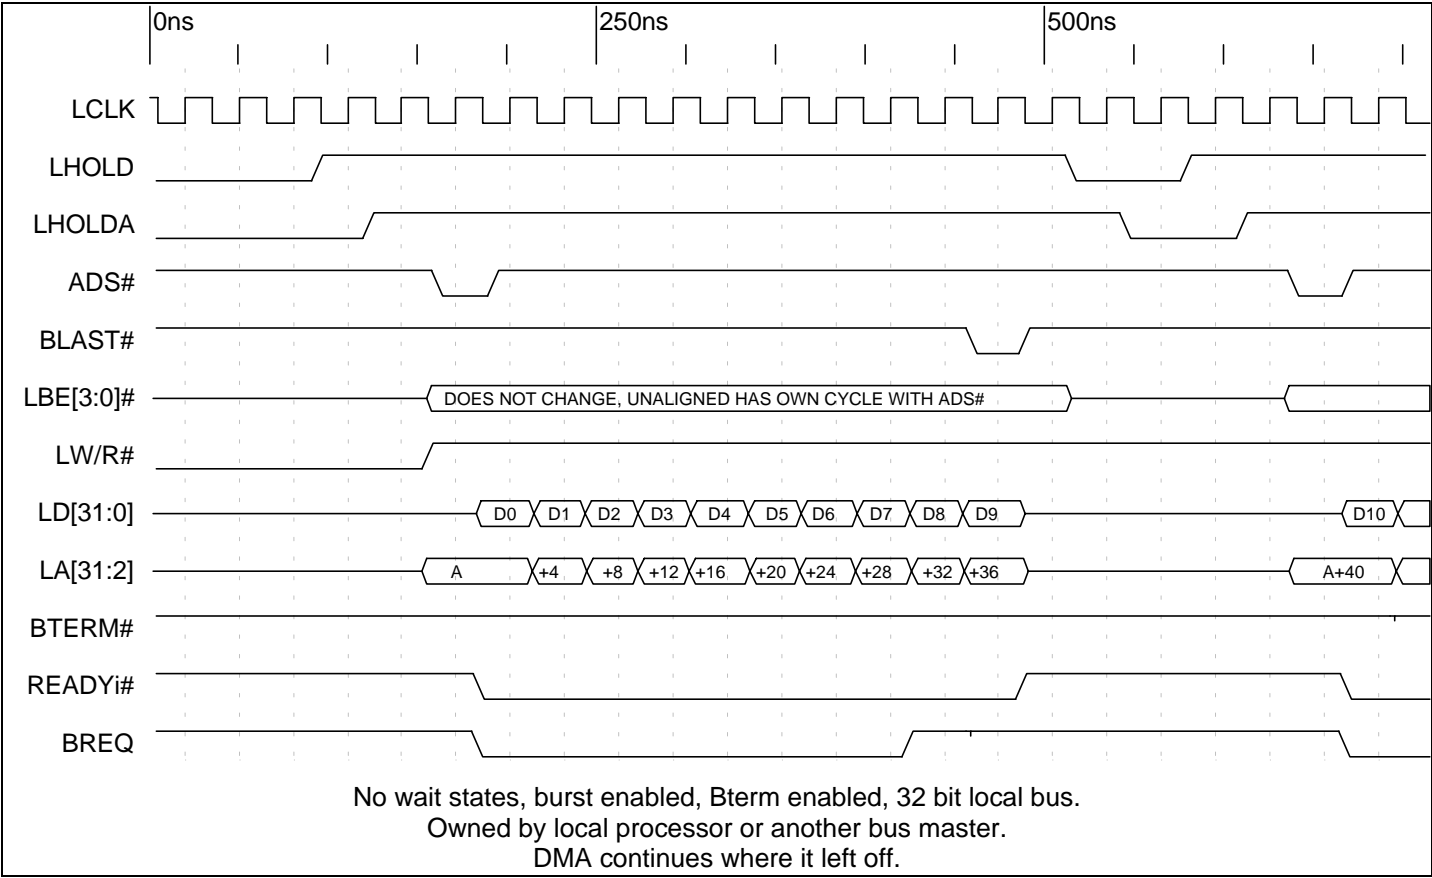 0ns 250ns 500ns
LCLK
LHOLD
LHOLDA
ADS#
BLAST#
LBE[3:0]# DOES NOT CHANGE, UNALIGNED HAS OWN CYCLE WITH ADS#
LW/R#
LD[31:0] D0 D1 D2 D3 D4 D5 D6 D7 D8 D9 D10
LA[31:2] A +4 +8 +12 +16 +20 +24 +28 +32 +36 A+40
BTERM#
READYi#
BREQ
No wait states, burst enabled, Bterm enabled, 32 bit local bus.
Owned by local processor or another bus master.
DMA continues where it left off.